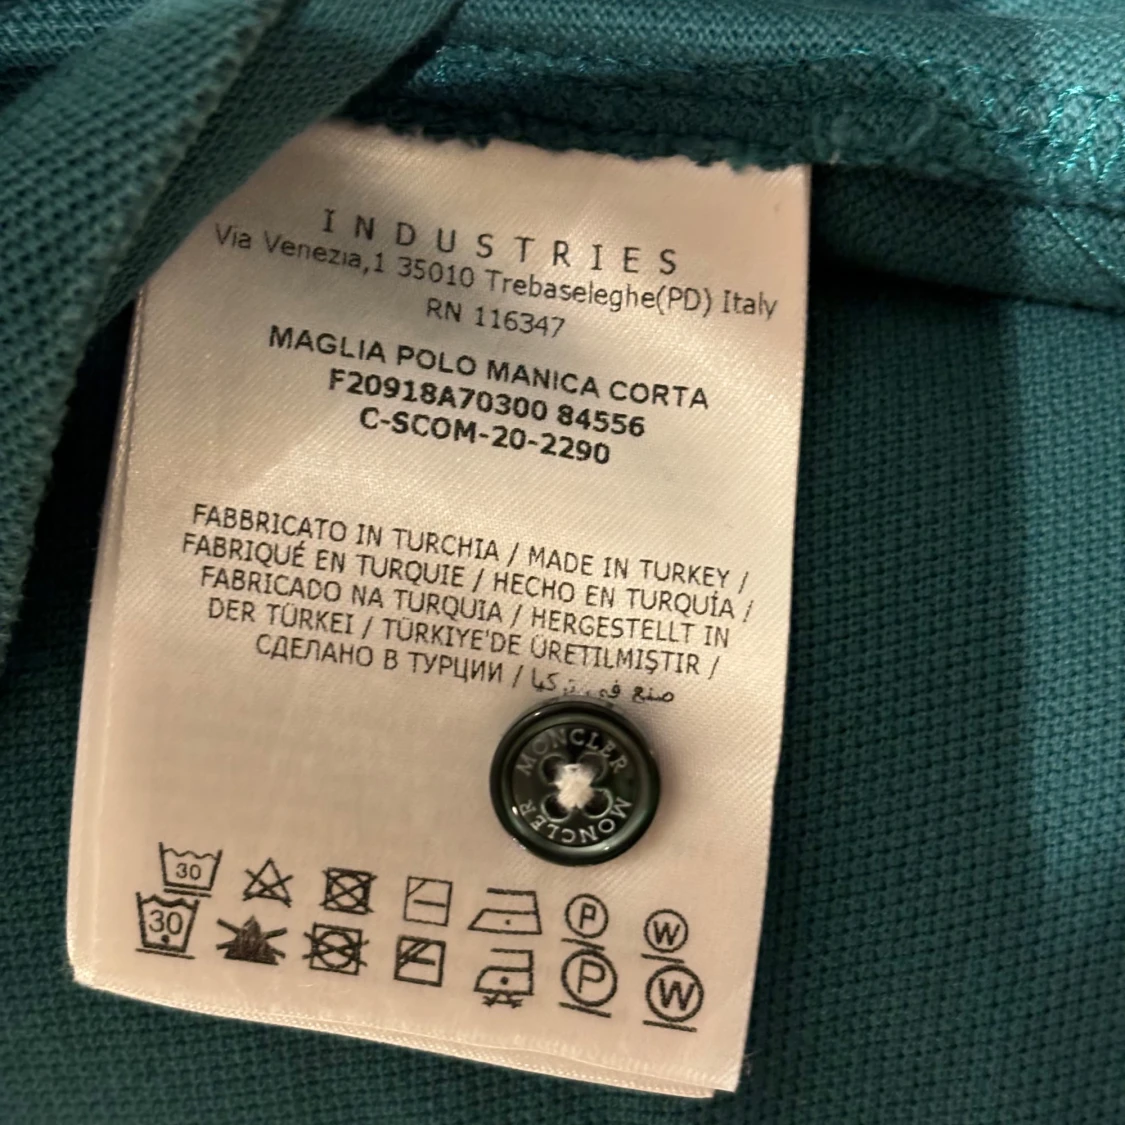 INDUSTRIES
Via Venezia,1 35010 Trebaseleghe(PD) Italy
RN 116347
MAGLIA POLO MANICA CORTA
F20918A70300 84556
C-SCOM-20-2290
FABBRICATO IN TURCHIA / MADE IN TURKEY /
FABRIQUÉ EN TURQUIE / HECHO EN TURQUÍA /
FABRICADO NA TURQUIA / HERGESTELLT IN
DER TÜRKEI / TÜRKIYE'DE ÜRETILMIŞTIR /
СДЕЛАНО В ТУРЦИИ / صنع في تركيا
MONCLER
MONCLER
30
P
W
30
P
W